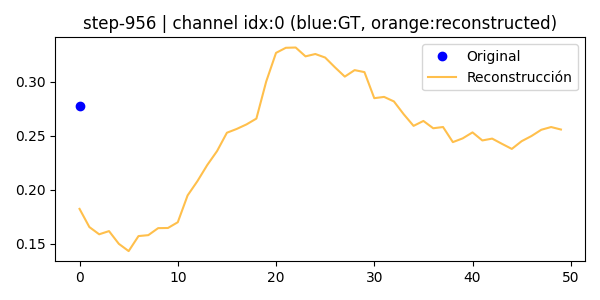 step-956 | channel idx:0 (blue:GT, orange:reconstructed)
Original
Reconstrucción
0.30
0.25
0.20
0.15
0 10 20 30 40 50